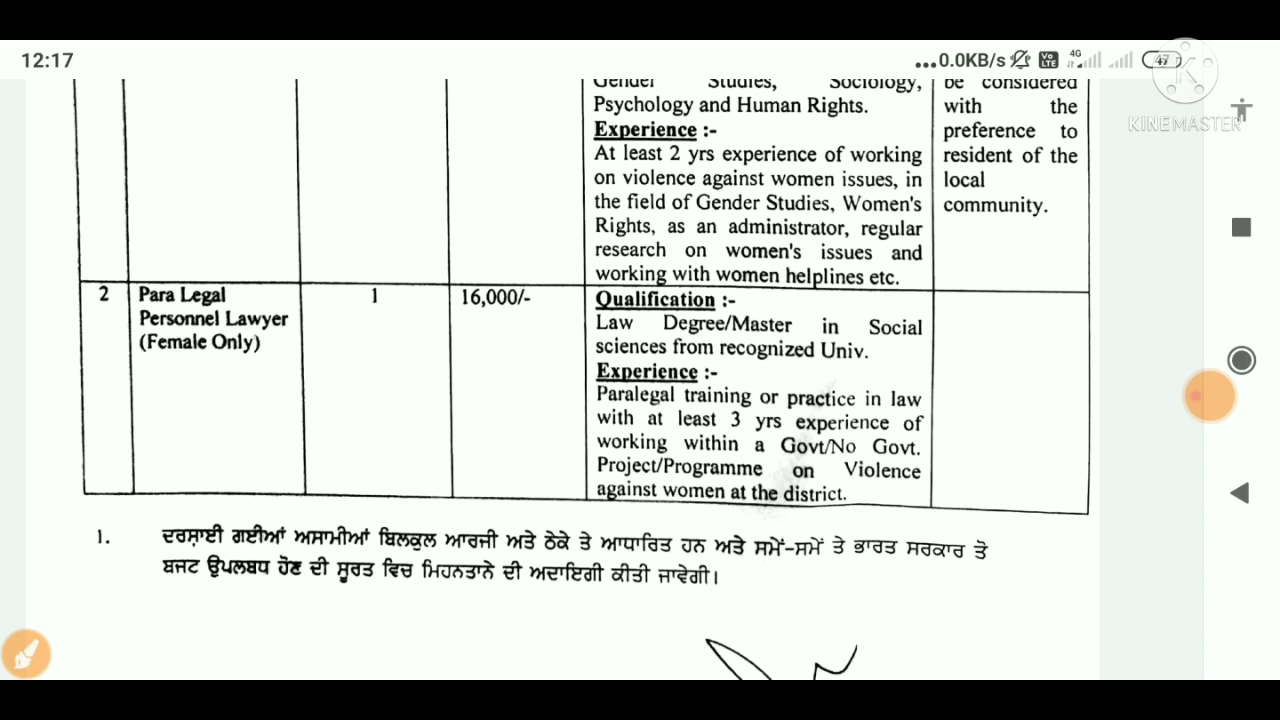 12:17
...0.0KB/s Vo LTE 4G 47
KINEMASTER
Gender Studies, Sociology,
Psychology and Human Rights.
Experience :-
At least 2 yrs experience of working
on violence against women issues, in
the field of Gender Studies, Women's
Rights, as an administrator, regular
research on women's issues and
working with women helplines etc.
be considered
with the
preference to
resident of the
local
community.
2
Para Legal
Personnel Lawyer
(Female Only)
1
16,000/-
Qualification :-
Law Degree/Master in Social
sciences from recognized Univ.
Experience :-
Paralegal training or practice in law
with at least 3 yrs experience of
working within a Govt/No Govt.
Project/Programme on Violence
against women at the district.
1. ਦਰਸ਼ਾਈ ਗਈਆਂ ਅਸਾਮੀਆਂ ਬਿਲਕੁਲ ਆਰਜੀ ਅਤੇ ਠੇਕੇ ਤੇ ਆਧਾਰਿਤ ਹਨ ਅਤੇ ਸਮੇਂ-ਸਮੇਂ ਤੇ ਭਾਰਤ ਸਰਕਾਰ ਤੋ
ਬਜਟ ਉਪਲਬਧ ਹੋਣ ਦੀ ਸੂਰਤ ਵਿਚ ਮਿਹਨਤਾਨੇ ਦੀ ਅਦਾਇਗੀ ਕੀਤੀ ਜਾਵੇਗੀ।